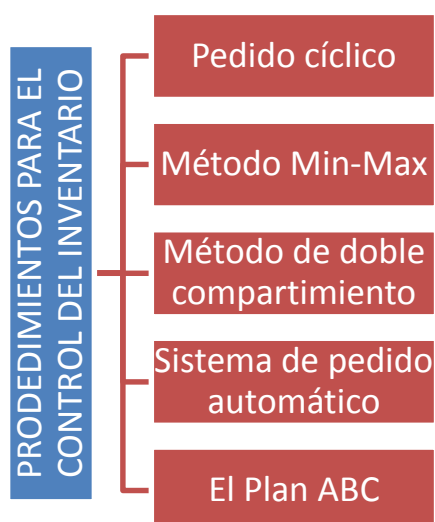 PRODEDIMIENTOS PARA EL
CONTROL DEL INVENTARIO
Pedido cíclico
Método Min-Max
Método de doble
compartimiento
Sistema de pedido
automático
El Plan ABC